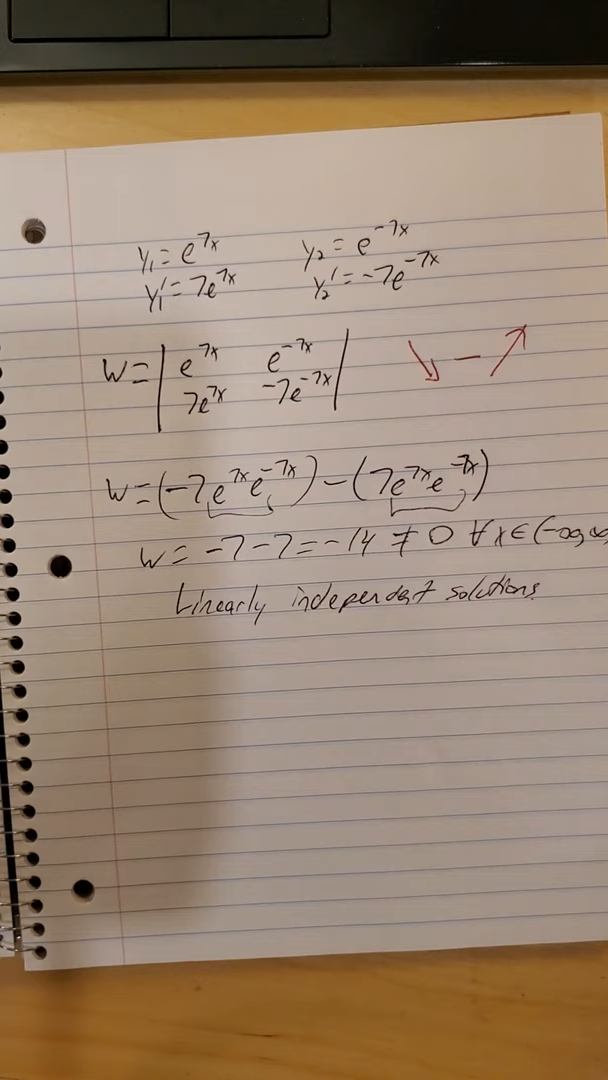 y₁ = e^{7x} y₂ = e^{-7x}
y₁' = 7e^{7x} y₂' = -7e^{-7x}
W = | e^{7x} e^{-7x} | ↘ − ↗
| 7e^{7x} -7e^{-7x} |
W = (-7e^{7x}e^{-7x}) - (7e^{7x}e^{-7x})
W = -7 - 7 = -14 ≠ 0 ∀x∈(-∞,∞
Linearly independent solutions.